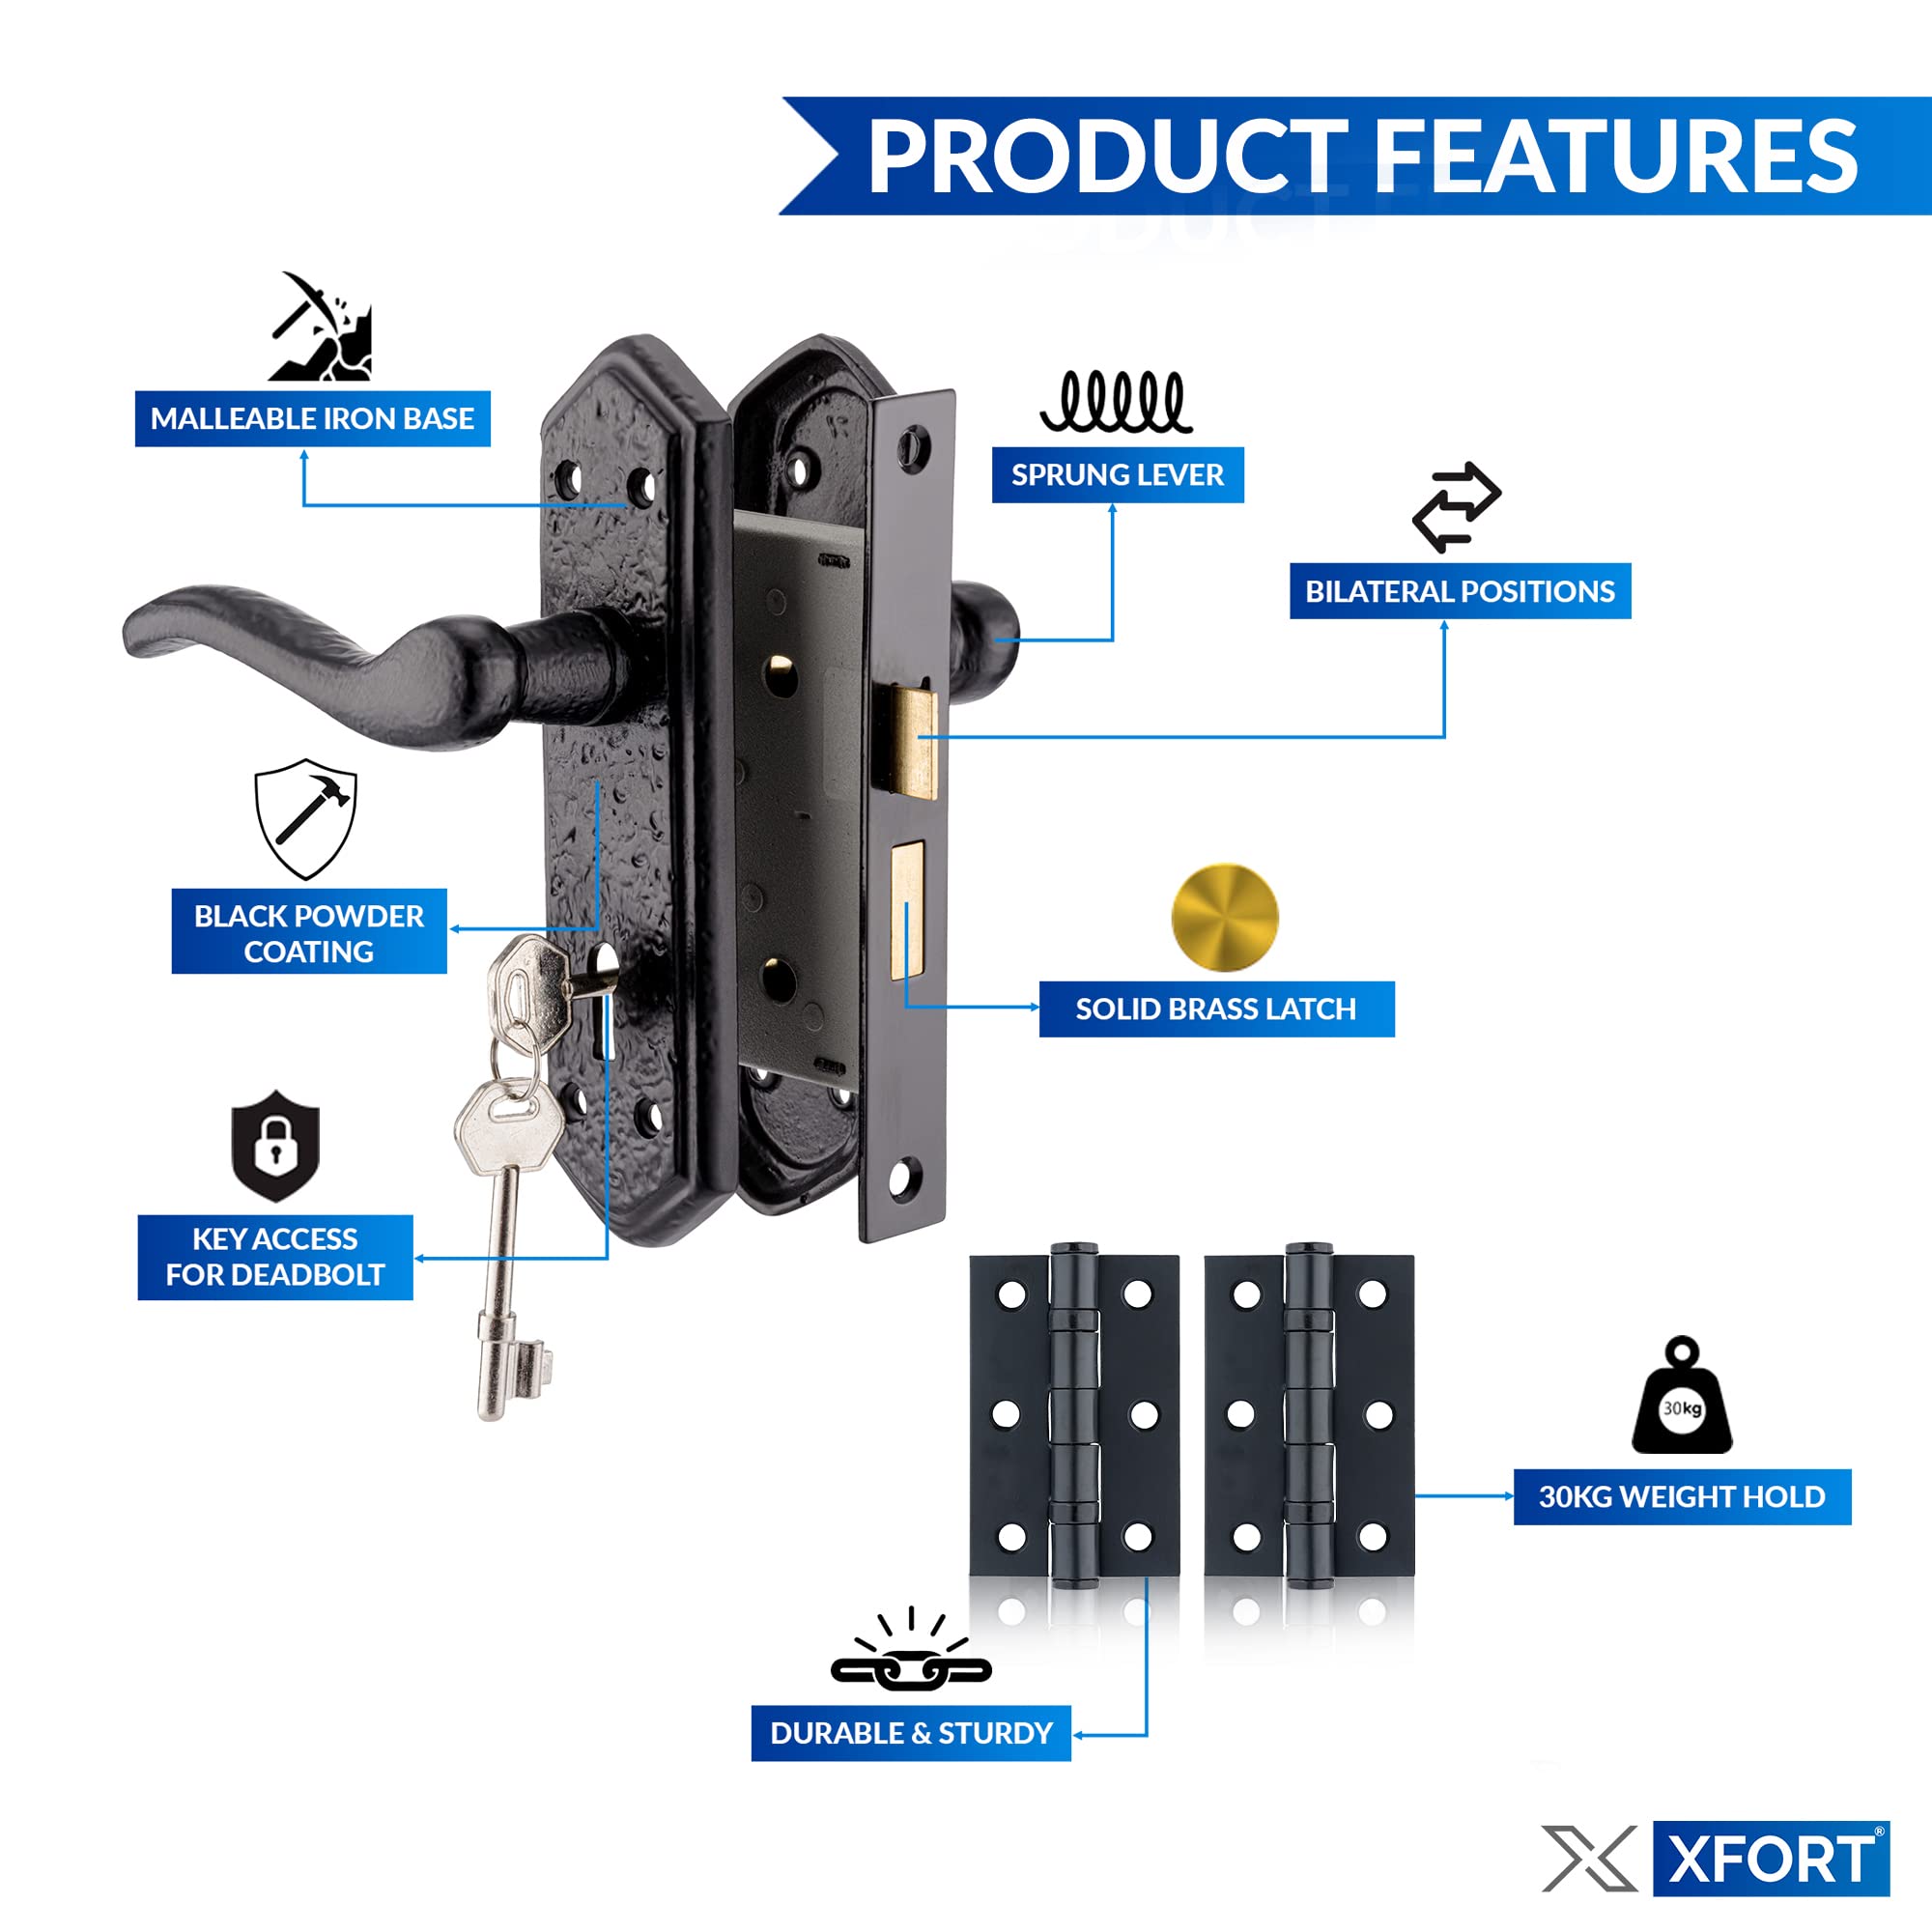 PRODUCT FEATURES
MALLEABLE IRON BASE
SPRUNG LEVER
BILATERAL POSITIONS
BLACK POWDER
COATING
SOLID BRASS LATCH
KEY ACCESS
FOR DEADBOLT
30kg
30KG WEIGHT HOLD
DURABLE & STURDY
XFORT®